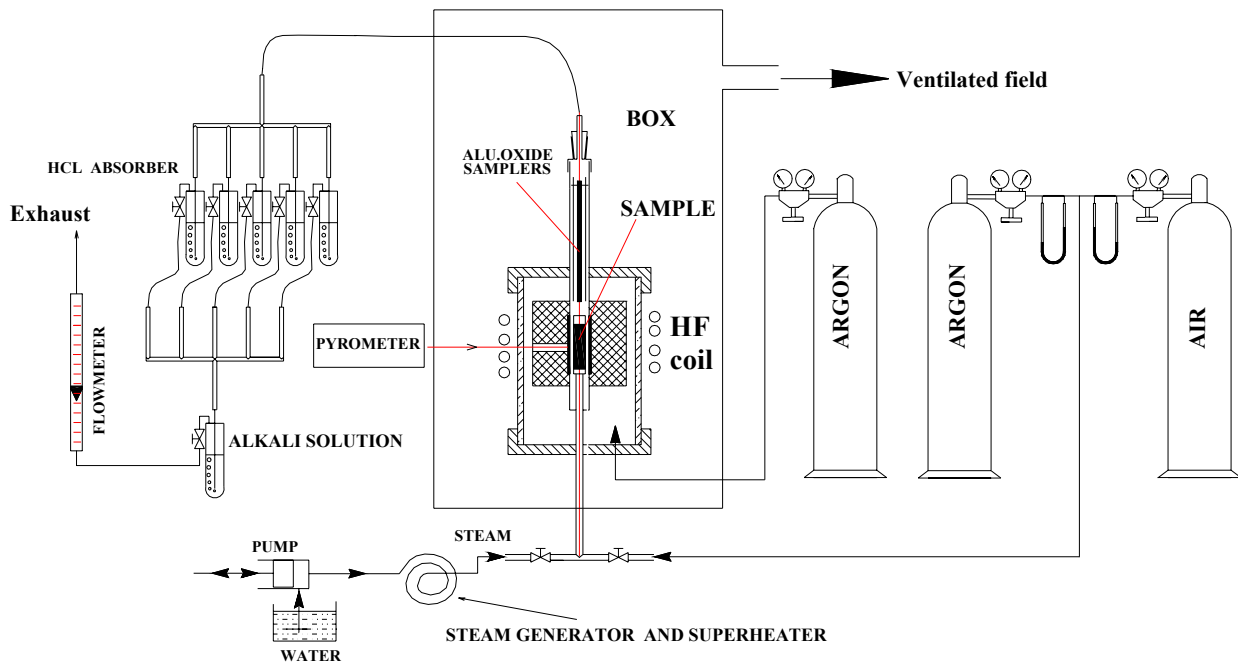 Ventilated field
BOX
HCL  ABSORBER
ALU.OXIDE
SAMPLERS
Exhaust
SAMPLE
ARGON
ARGON
AIR
HF
coil
PYROMETER
FLOWMETER
ALKALI SOLUTION
STEAM
PUMP
STEAM GENERATOR  AND SUPERHEATER
WATER